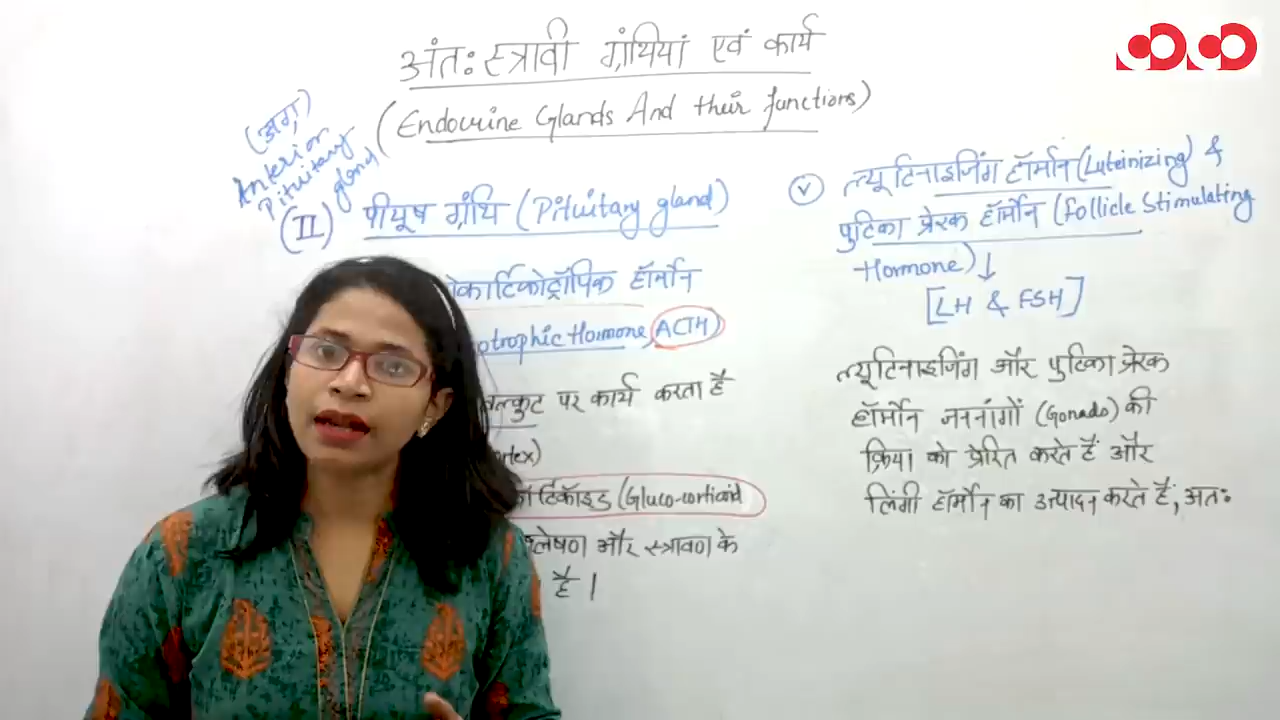 अंतः स्त्रावी ग्रंथियां एवं कार्य
(Endocrine Glands And their functions)
(अग्र)
Anterior
Pituitary
gland
(II) पीयूष ग्रंथि (Pituitary gland)
ोकार्टिकोट्रॉपिक हॉर्मोन
otrophic Hormone, ACTH)
वल्कुट पर कार्य करता है
rtex)
कॉर्टिकॉइड (Gluco-corticoid
श्लेषण और स्त्रावण के
है।
(V) ल्यूटिनाइजिंग हॉर्मोन (Luteinizing) &
पुटिका प्रेरक हॉर्मोन (Follicle Stimulating
Hormone) ↓
[LH & FSH]
ल्यूटिनाइजिंग और पुटिका प्रेरक
हॉर्मोन जननांगों (Gonads) की
क्रिया को प्रेरित करते हैं और
लिंगी हॉर्मोन का उत्पादन करते हैं, अतः